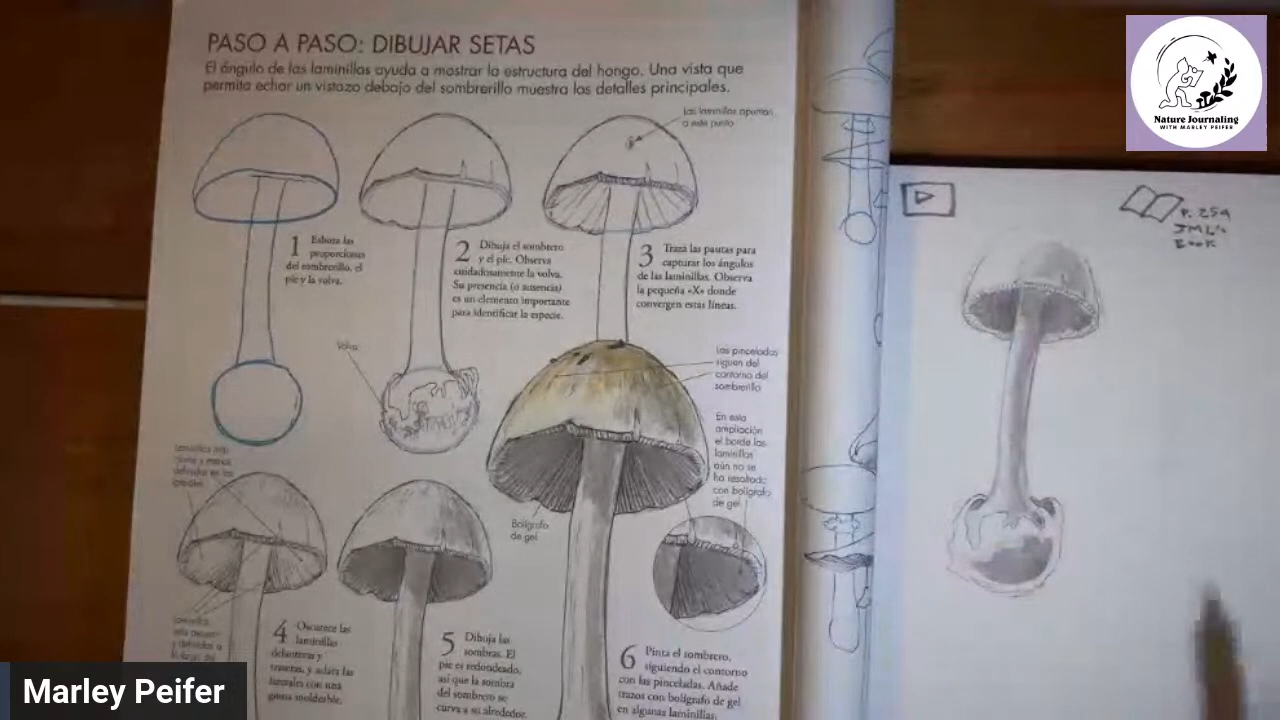 PASO A PASO: DIBUJAR SETAS
El ángulo de las laminillas ayuda a mostrar la estructura del hongo. Una vista que
permita echar un vistazo debajo del sombrerillo muestra los detalles principales.
Las laminillas apuntan
a este punto
1 Esboza las
proporciones
del sombrerillo, el
pie y la volva.
2 Dibuja el sombrero
y el pie. Observa
cuidadosamente la volva.
Su presencia (o ausencia)
es un elemento importante
para identificar la especie.
3 Traza las pautas para
capturar los ángulos
de las laminillas. Observa
la pequeña «X» donde
convergen estas líneas.
Volva
Las pinceladas
siguen del
contorno del
sombrerillo
En esta
ampliación
el borde las
laminillas
aún no se
ha resaltado
con bolígrafo
de gel
Bolígrafo
de gel
4 Oscurece las
laminillas
delanteras y
traseras, y aclara las
laterales con una
goma moldeable.
5 Dibuja las
sombras. El
pie es redondeado,
así que la sombra
del sombrero se
curva a su alrededor.
6 Pinta el sombrero,
siguiendo el contorno
con las pinceladas. Añade
trazos con bolígrafo de gel
en algunas laminillas.
P. 254
JML's
BOOK
Nature Journaling
WITH MARLEY PEIFER
Marley Peifer